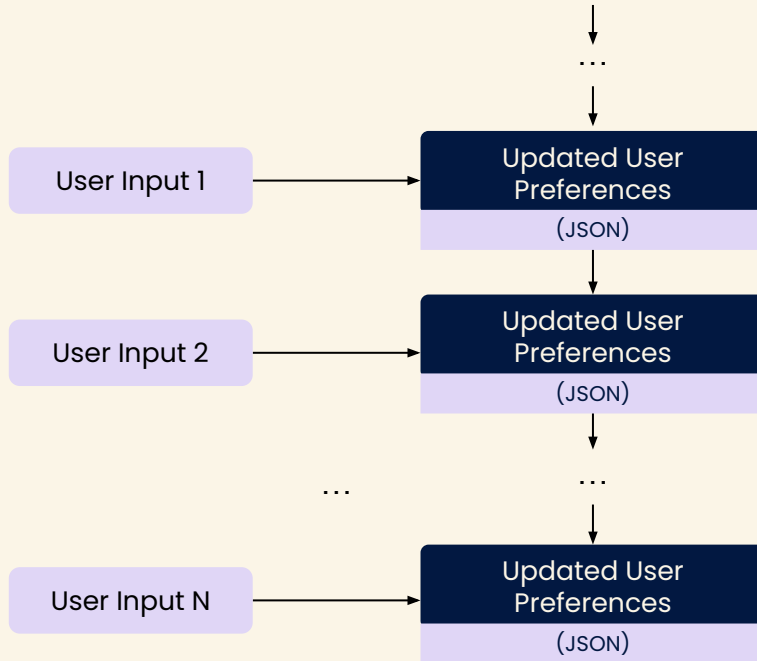 ...
User Input 1
Updated User
Preferences
(JSON)
User Input 2
Updated User
Preferences
(JSON)
...
...
User Input N
Updated User
Preferences
(JSON)